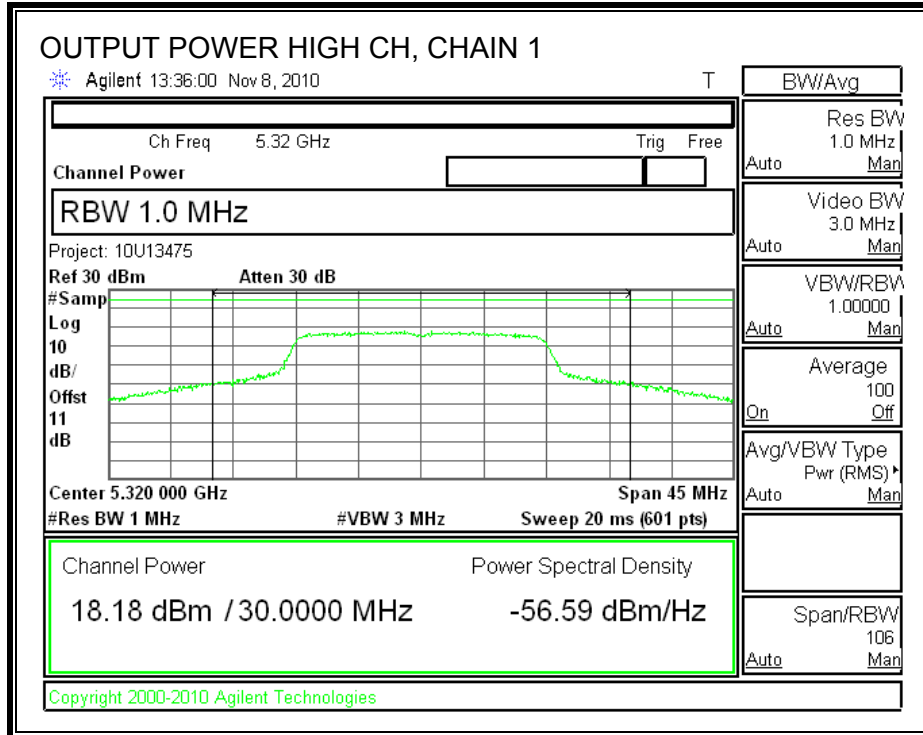 OUTPUT POWER HIGH CH, CHAIN 1
Agilent 13:36:00 Nov 8, 2010 T
Ch Freq 5.32 GHz Trig Free
Channel Power
RBW 1.0 MHz
Project: 10U13475
Ref 30 dBm Atten 30 dB
#Samp
Log
10
dB/
Offst
11
dB
Center 5.320 000 GHz Span 45 MHz
#Res BW 1 MHz #VBW 3 MHz Sweep 20 ms (601 pts)
Channel Power Power Spectral Density
18.18 dBm / 30.0000 MHz -56.59 dBm/Hz
Copyright 2000-2010 Agilent Technologies
BW/Avg
Res BW
1.0 MHz
Auto Man
Video BW
3.0 MHz
Auto Man
VBW/RBW
1.00000
Auto Man
Average
100
On Off
Avg/VBW Type
Pwr (RMS)
Auto Man
Span/RBW
106
Auto Man